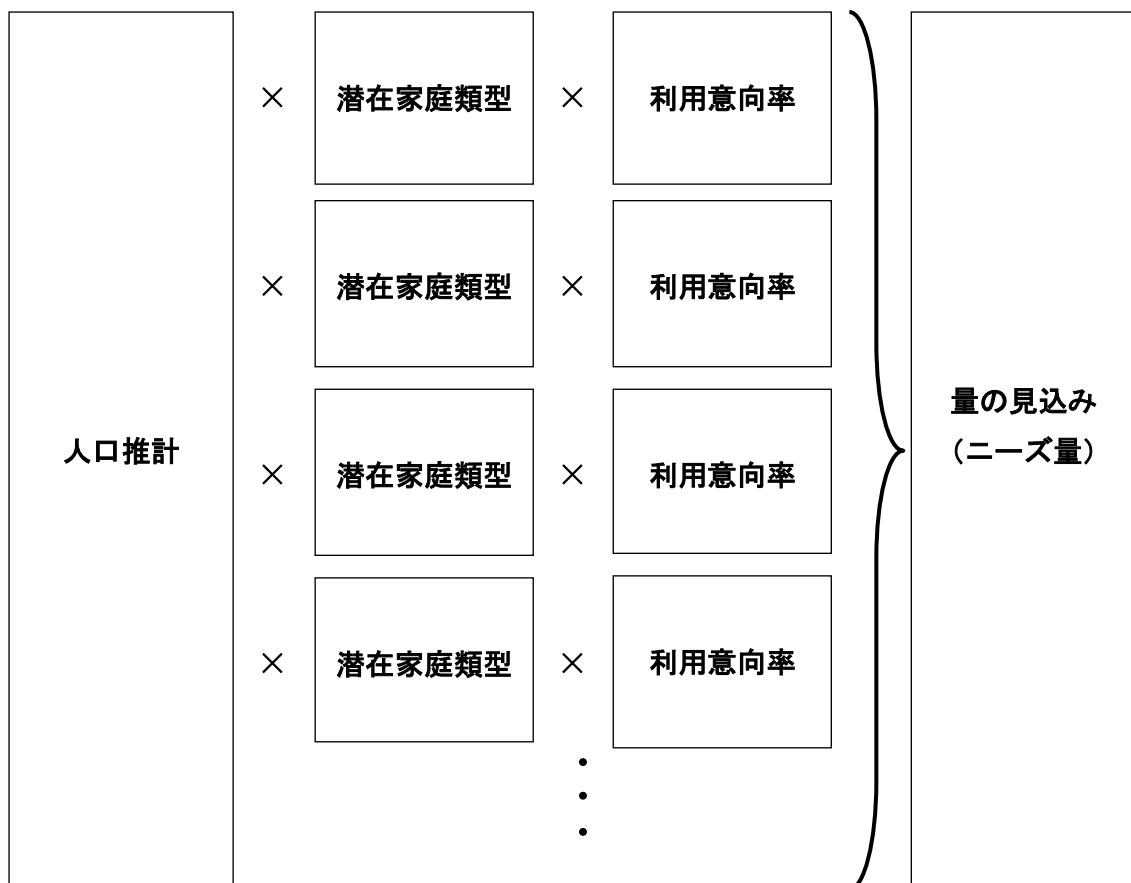 人口推計
×
潜在家庭類型
×
利用意向率
×
潜在家庭類型
×
利用意向率
×
潜在家庭類型
×
利用意向率
×
潜在家庭類型
×
利用意向率
・
・
・
量の見込み
（ニーズ量）